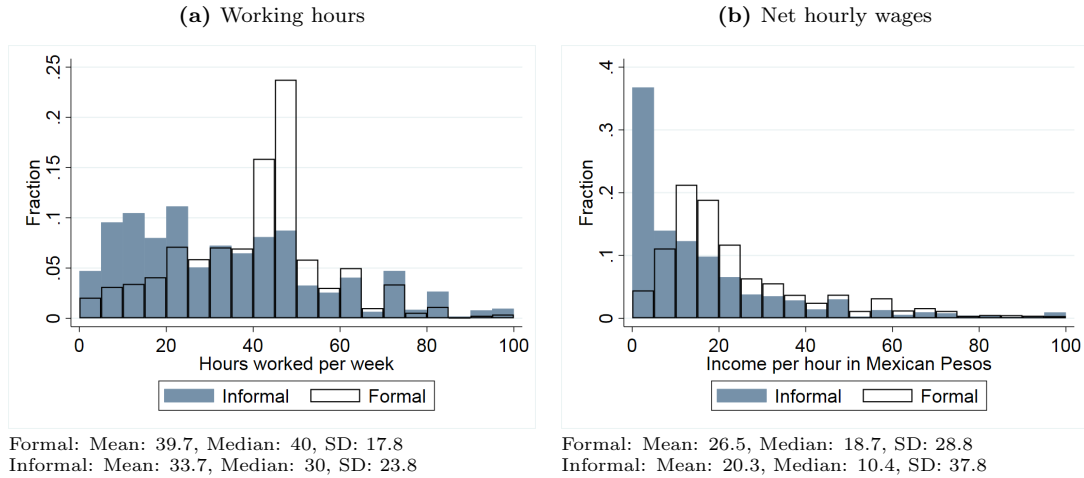 (a) Working hours
Fraction
.25
.2
.15
.1
.05
0
0 20 40 60 80 100
Hours worked per week
Informal Formal
Formal: Mean: 39.7, Median: 40, SD: 17.8
Informal: Mean: 33.7, Median: 30, SD: 23.8
(b) Net hourly wages
Fraction
.4
.3
.2
.1
0
0 20 40 60 80 100
Income per hour in Mexican Pesos
Informal Formal
Formal: Mean: 26.5, Median: 18.7, SD: 28.8
Informal: Mean: 20.3, Median: 10.4, SD: 37.8